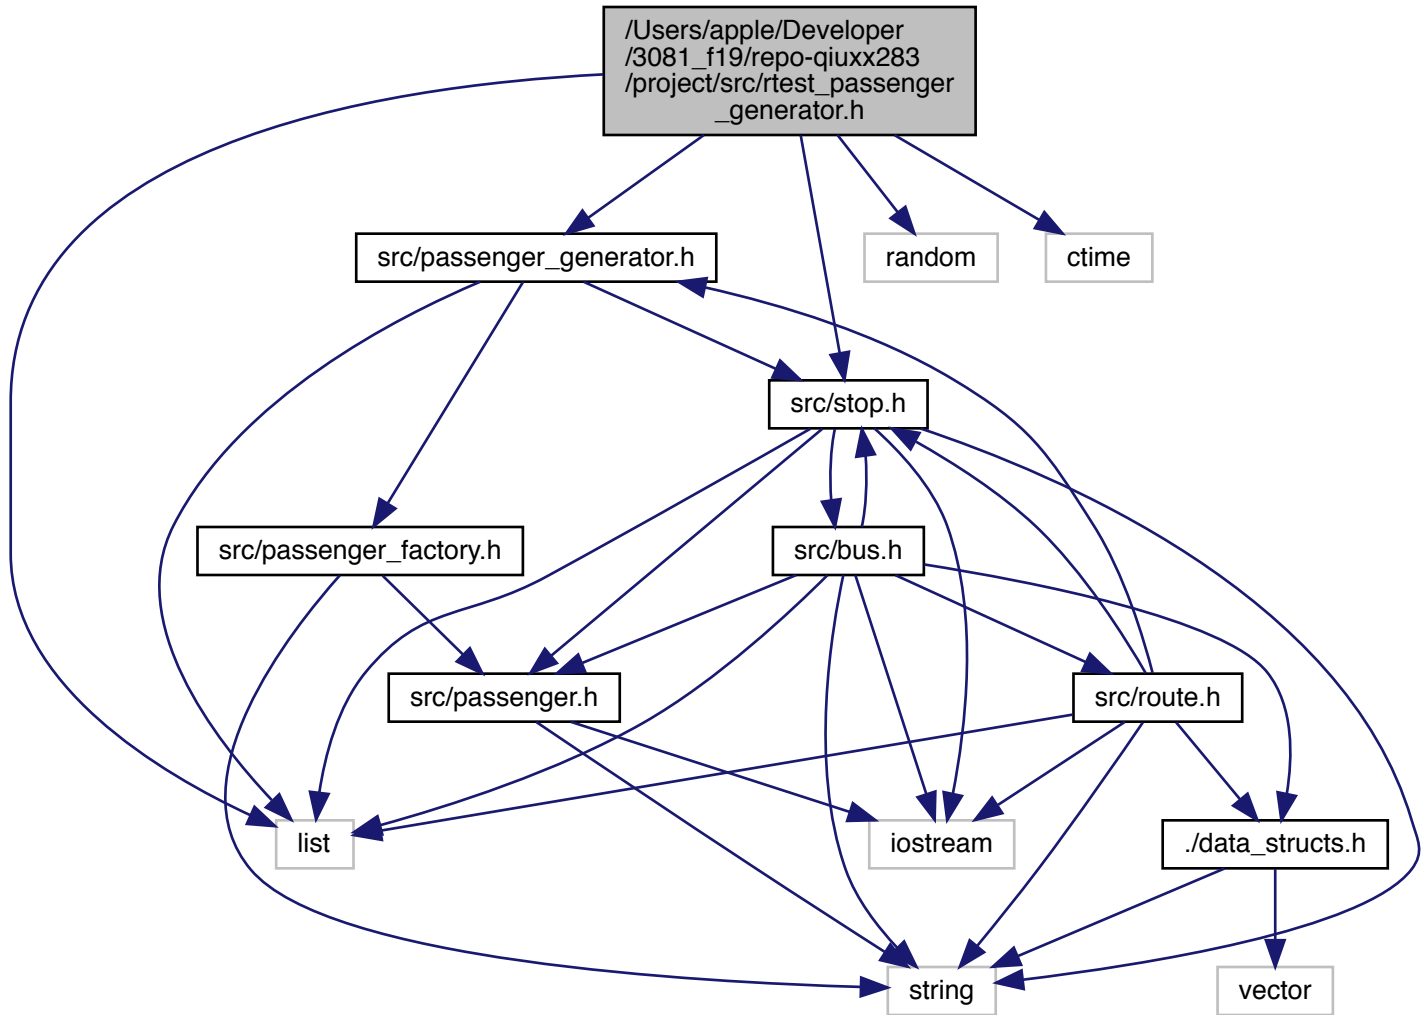 /Users/apple/Developer
/3081_f19/repo-qiuxx283
/project/src/rtest_passenger
_generator.h
src/passenger_generator.h
random
ctime
src/stop.h
src/passenger_factory.h
src/bus.h
src/passenger.h
src/route.h
list
iostream
./data_structs.h
string
vector